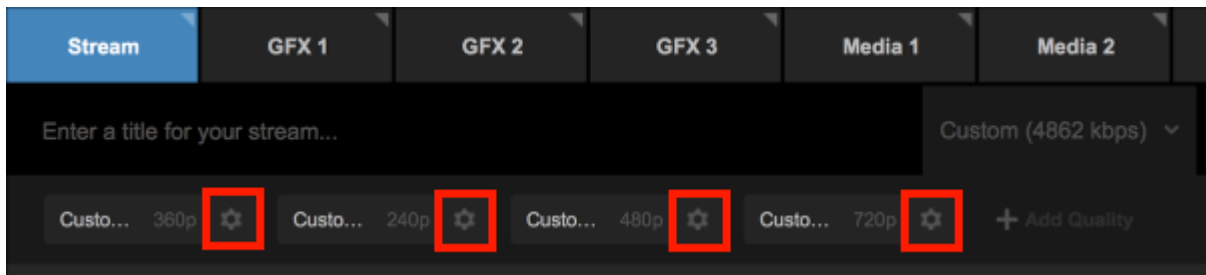 Stream GFX 1 GFX 2 GFX 3 Media 1 Media 2
Enter a title for your stream... Custom (4862 kbps)
Custo... 360p Custo... 240p Custo... 480p Custo... 720p + Add Quality